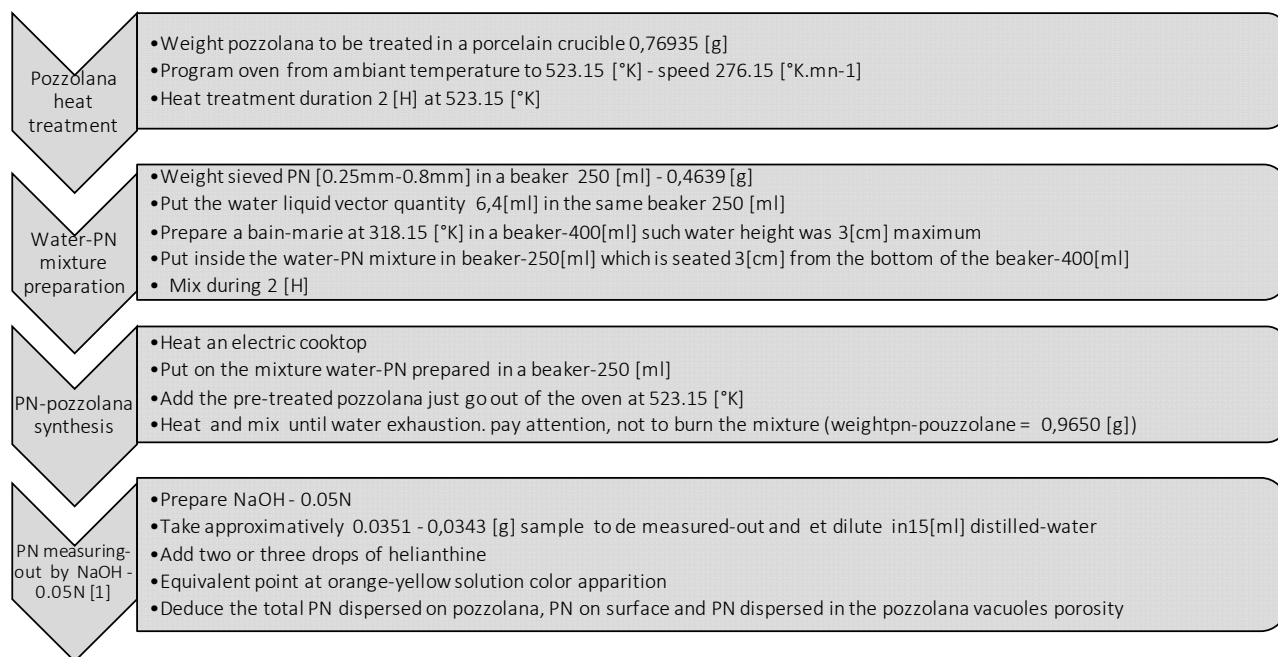 Pozzolana
heat
treatment
•Weight pozzolana to be treated in a porcelain crucible 0,76935 [g]
•Program oven from ambiant temperature to 523.15 [°K] - speed 276.15 [°K.mn-1]
•Heat treatment duration 2 [H] at 523.15 [°K]
Water-PN
mixture
preparation
•Weight sieved PN [0.25mm-0.8mm] in a beaker 250 [ml] - 0,4639 [g]
•Put the water liquid vector quantity 6,4[ml] in the same beaker 250 [ml]
•Prepare a bain-marie at 318.15 [°K] in a beaker-400[ml] such water height was 3[cm] maximum
•Put inside the water-PN mixture in beaker-250[ml] which is seated 3[cm] from the bottom of the beaker-400[ml]
• Mix during 2 [H]
PN-pozzolana
synthesis
•Heat an electric cooktop
•Put on the mixture water-PN prepared in a beaker-250 [ml]
•Add the pre-treated pozzolana just go out of the oven at 523.15 [°K]
•Heat and mix until water exhaustion. pay attention, not to burn the mixture (weightpn-pouzzolane = 0,9650 [g])
PN measuring-
out by NaOH -
0.05N [1]
•Prepare NaOH - 0.05N
•Take approximatively 0.0351 - 0,0343 [g] sample to de measured-out and et dilute in15[ml] distilled-water
•Add two or three drops of helianthine
•Equivalent point at orange-yellow solution color apparition
•Deduce the total PN dispersed on pozzolana, PN on surface and PN dispersed in the pozzolana vacuoles porosity